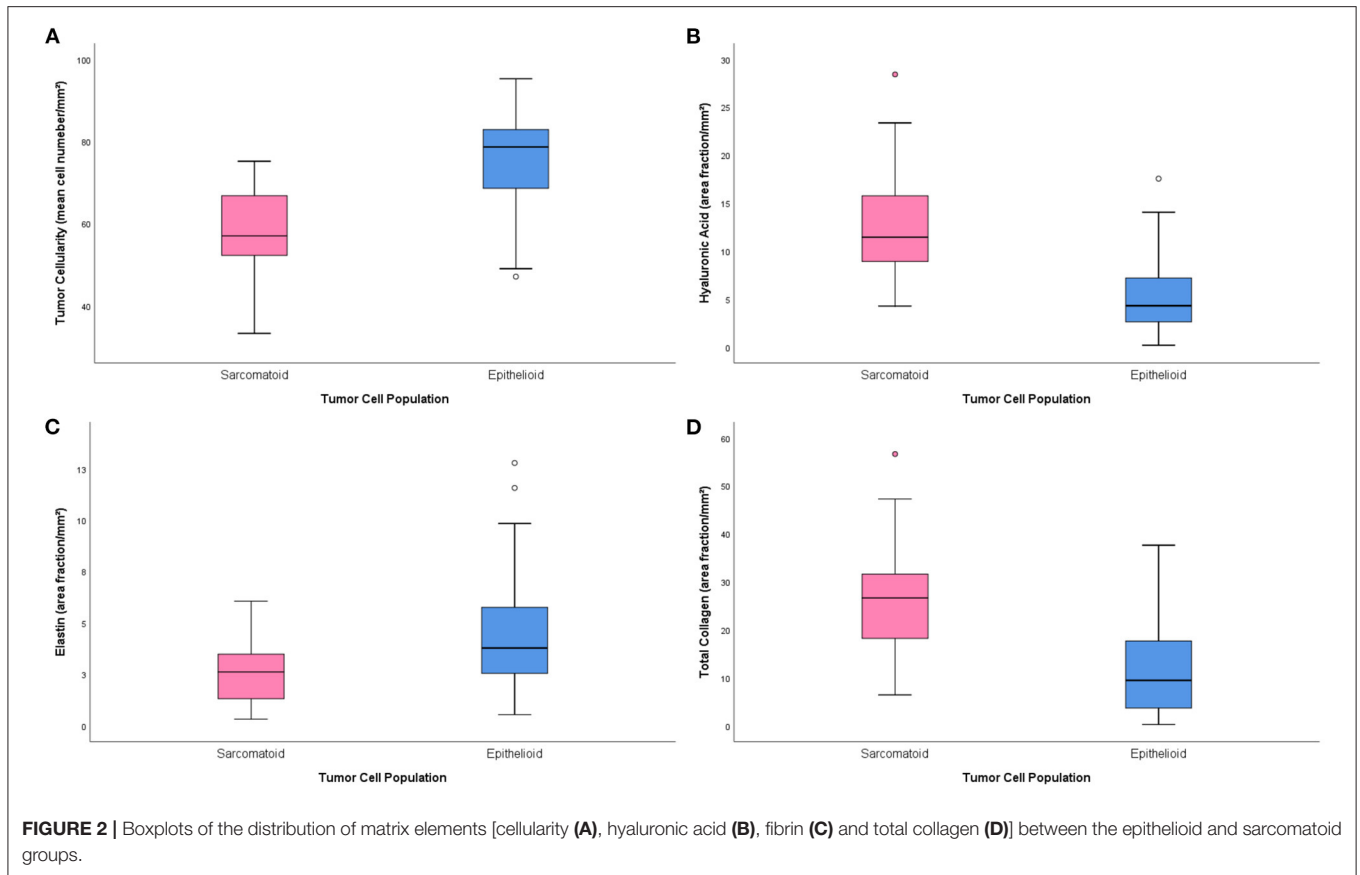 A
Tumor Cellularity (mean cell numeber/mm²)
100
80
60
40
Sarcomatoid
Epithelioid
Tumor Cell Population
B
Hyaluronic Acid (area fraction/mm²)
30
25
20
15
10
5
0
Sarcomatoid
Epithelioid
Tumor Cell Population
C
Elastin (area fraction/mm²)
13
10
8
5
3
0
Sarcomatoid
Epithelioid
Tumor Cell Population
D
Total Collagen (area fraction/mm²)
60
50
40
30
20
10
0
Sarcomatoid
Epithelioid
Tumor Cell Population
FIGURE 2 | Boxplots of the distribution of matrix elements [cellularity (A), hyaluronic acid (B), fibrin (C) and total collagen (D)] between the epithelioid and sarcomatoid
groups.